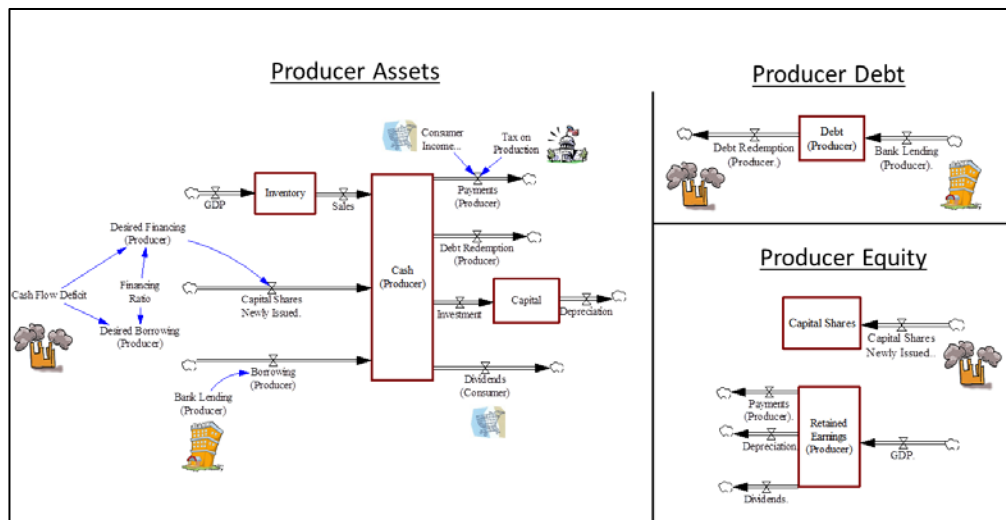 Producer Assets
Consumer
Income...
Tax on
Production
GDP
Inventory
Sales
Payments
(Producer)
Desired Financing
(Producer)
Debt Redemption
(Producer)
Cash
(Producer)
Cash Flow Deficit
Financing
Ratio
Capital Shares
Newly Issued.
Investment
Capital
Depreciation
Desired Borrowing
(Producer)
Borrowing
(Producer)
Dividends
(Consumer)
Bank Lending
(Producer)
Producer Debt
Debt Redemption
(Producer.)
Debt
(Producer)
Bank Lending
(Producer).
Producer Equity
Capital Shares
Capital Shares
Newly Issued..
Payments
(Producer).
Depreciation
Retained
Earnings
(Producer)
GDP.
Dividends.